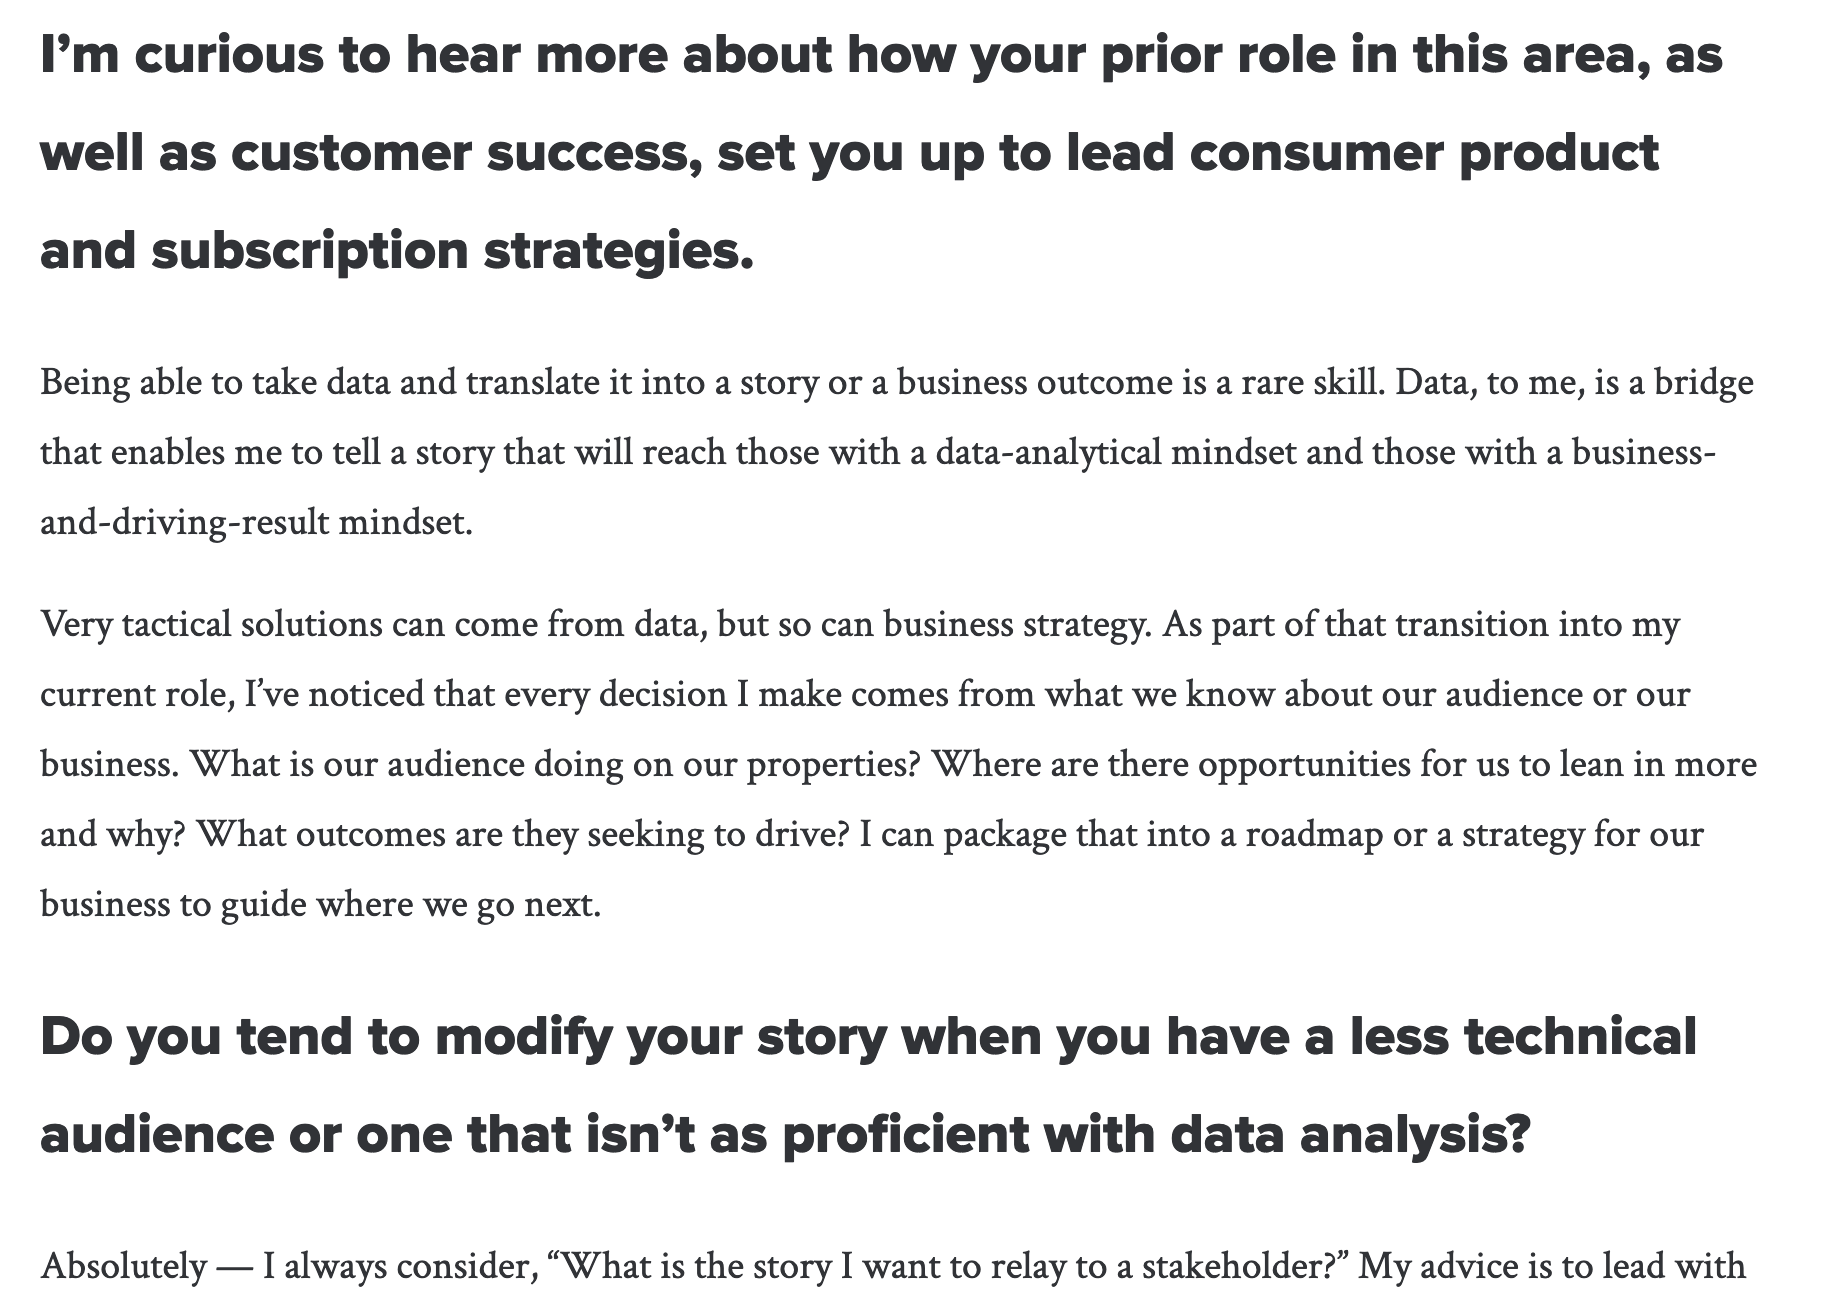 I’m curious to hear more about how your prior role in this area, as
well as customer success, set you up to lead consumer product
and subscription strategies.
Being able to take data and translate it into a story or a business outcome is a rare skill. Data, to me, is a bridge
that enables me to tell a story that will reach those with a data-analytical mindset and those with a business-
and-driving-result mindset.
Very tactical solutions can come from data, but so can business strategy. As part of that transition into my
current role, I’ve noticed that every decision I make comes from what we know about our audience or our
business. What is our audience doing on our properties? Where are there opportunities for us to lean in more
and why? What outcomes are they seeking to drive? I can package that into a roadmap or a strategy for our
business to guide where we go next.
Do you tend to modify your story when you have a less technical
audience or one that isn’t as proficient with data analysis?
Absolutely — I always consider, “What is the story I want to relay to a stakeholder?” My advice is to lead with